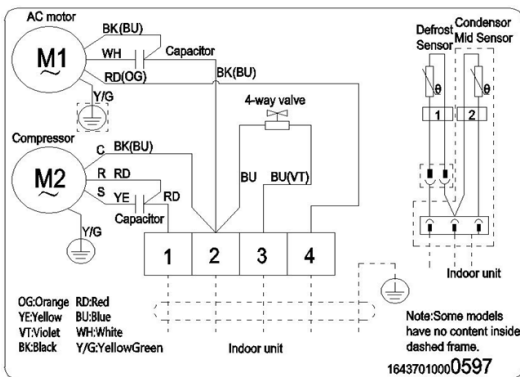 AC motor
M1
~
BK(BU)
WH
Capacitor
RD(OG)
BK(BU)
Y/G
4-way valve
Defrost
Sensor
Condensor
Mid Sensor
θ
θ
1
2
Compressor
M2
~
C
BK(BU)
R RD
S YE
RD
Capacitor
BU
BU(VT)
Y/G
1 2 3 4
Indoor unit
OG:Orange RD:Red
YE:Yellow BU:Blue
VT:Violet WH:White
BK:Black Y/G:YellowGreen
Indoor unit
Note:Some models
have no content inside
dashed frame.
16437010000597